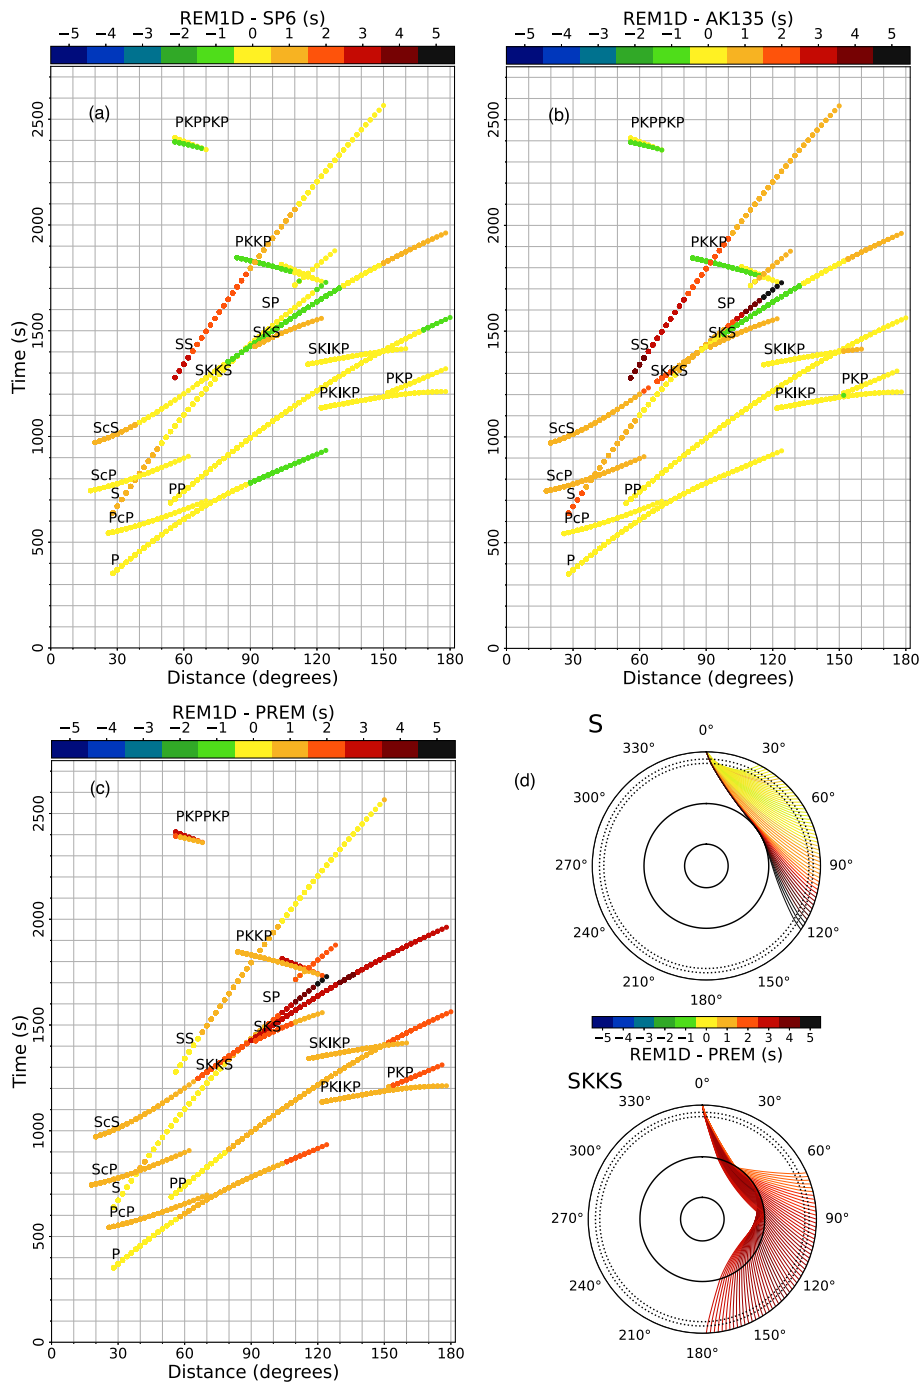 REM1D - SP6 (s)
−5 −4 −3 −2 −1 0 1 2 3 4 5
(a)
PKPPKP
PKKP
SP
SS
SKS
SKKS
SKIKP
PKP
PKIKP
ScS
ScP
S
PP
PcP
P
Time (s)
0 500 1000 1500 2000 2500
0 30 60 90 120 150 180
Distance (degrees)
REM1D - AK135 (s)
−5 −4 −3 −2 −1 0 1 2 3 4 5
(b)
PKPPKP
PKKP
SP
SS
SKS
SKIKP
SKKS
PKP
PKIKP
ScS
ScP
S
PP
PcP
P
0 500 1000 1500 2000 2500
0 30 60 90 120 150 180
Distance (degrees)
REM1D - PREM (s)
−5 −4 −3 −2 −1 0 1 2 3 4 5
(c)
PKPPKP
PKKP
SP
SS
SKS
SKIKP
SKKS
PKP
PKIKP
ScS
ScP
S
PP
PcP
P
Time (s)
0 500 1000 1500 2000 2500
0 30 60 90 120 150 180
Distance (degrees)
S
(d)
0°
330° 30°
300° 60°
270° 90°
240° 120°
210° 150°
180°
−5 −4 −3 −2 −1 0 1 2 3 4 5
REM1D - PREM (s)
SKKS
0°
330° 30°
300° 60°
270° 90°
240° 120°
210° 150°
180°